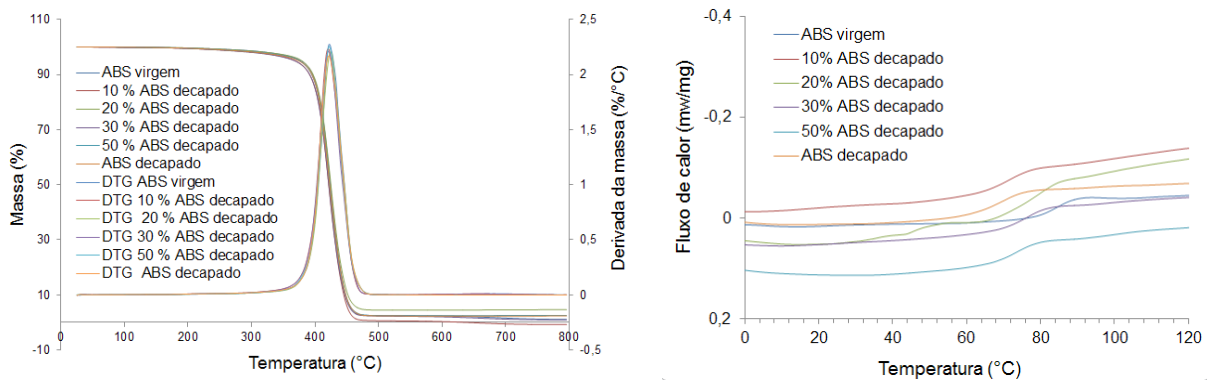 110
90
70
50
30
10
-10
Massa (%)
ABS virgem
10 % ABS decapado
20 % ABS decapado
30 % ABS decapado
50 % ABS decapado
ABS decapado
DTG ABS virgem
DTG 10 % ABS decapado
DTG 20 % ABS decapado
DTG 30 % ABS decapado
DTG 50 % ABS decapado
DTG ABS decapado
2,5
2
1,5
1
0,5
0
-0,5
Derivada da massa (%/°C)
0 100 200 300 400 500 600 700 800
Temperatura (°C)
-0,4
-0,2
0
0,2
Fluxo de calor (mw/mg)
ABS virgem
10% ABS decapado
20% ABS decapado
30% ABS decapado
50% ABS decapado
ABS decapado
0 20 40 60 80 100 120
Temperatura (°C)